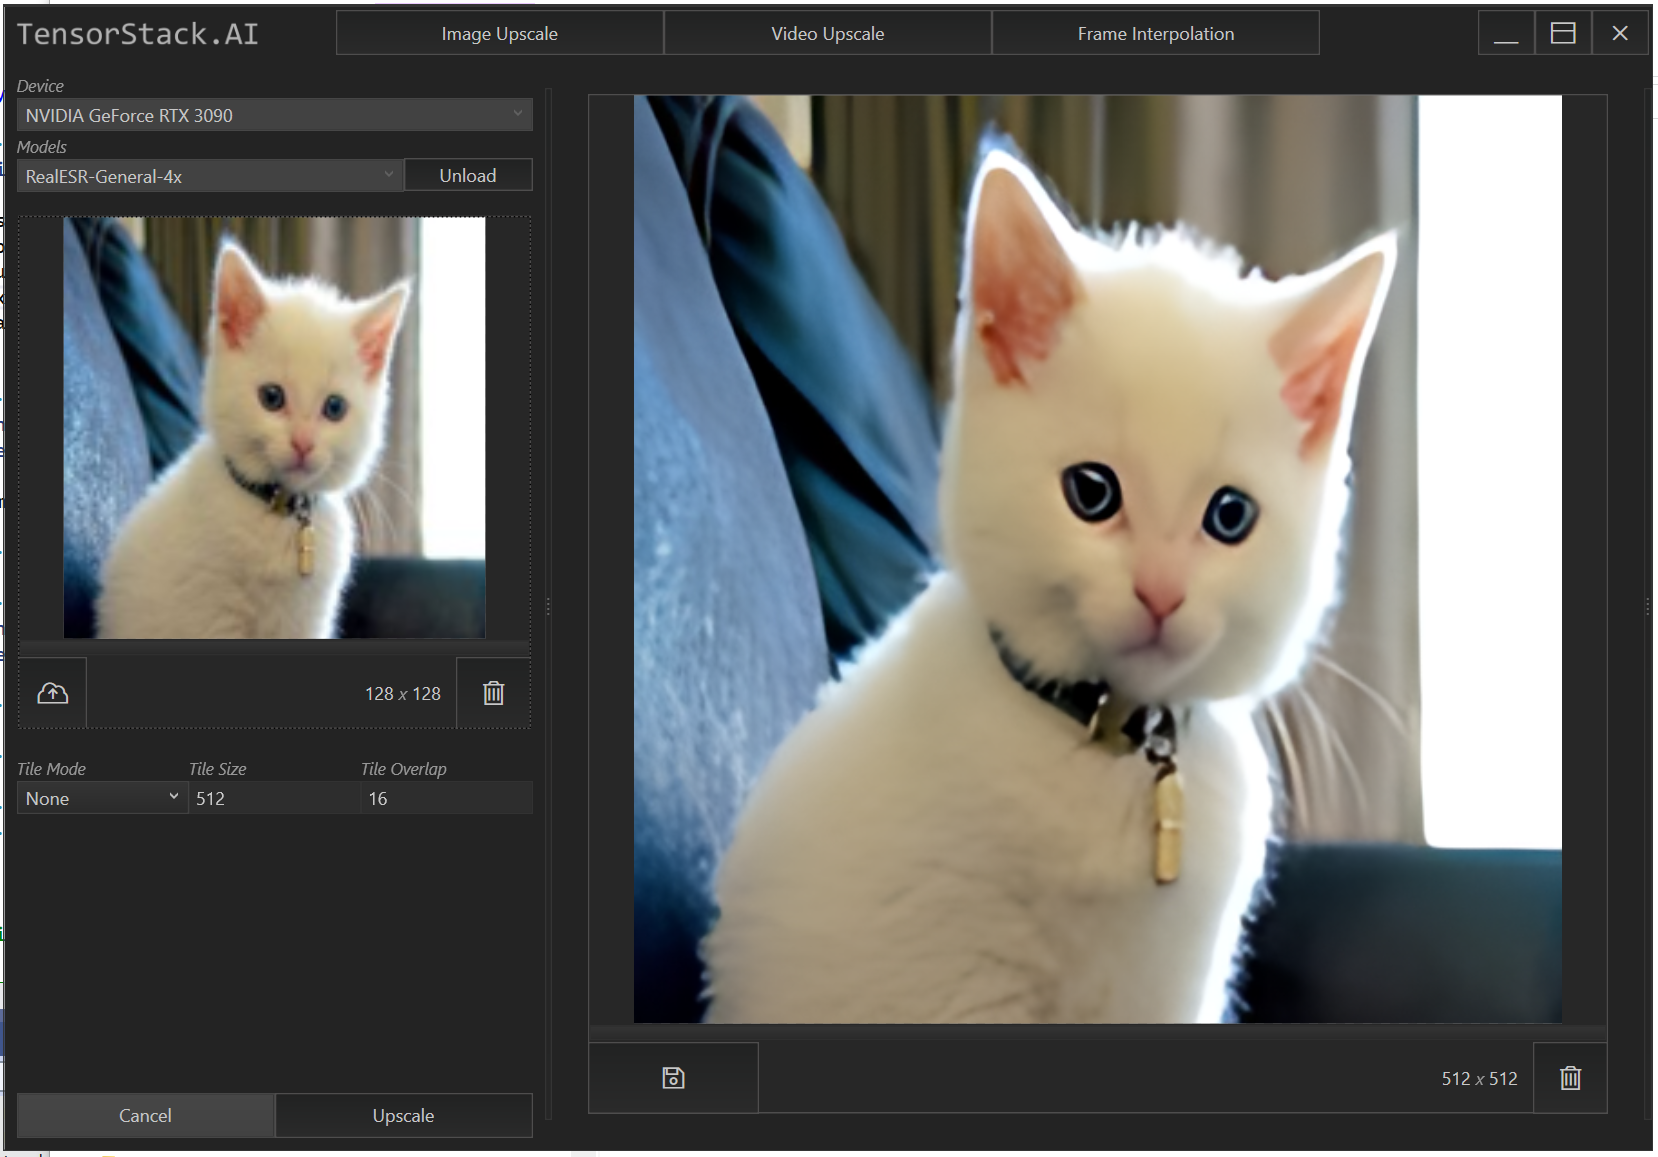 TensorStack.AI
Image Upscale
Video Upscale
Frame Interpolation
Device
NVIDIA GeForce RTX 3090
Models
RealESR-General-4x
Unload
128 x 128
Tile Mode
Tile Size
Tile Overlap
None
512
16
Cancel
Upscale
512 x 512